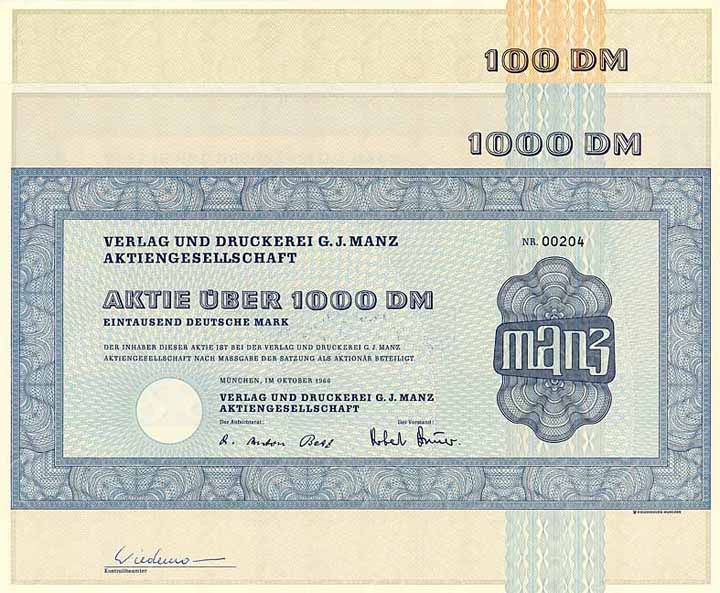 100 DM
1000 DM
VERLAG UND DRUCKEREI G. J. MANZ
AKTIENGESELLSCHAFT
NR. 00204
AKTIE ÜBER 1000 DM
EINTAUSEND DEUTSCHE MARK
manz
DER INHABER DIESER AKTIE IST BEI DER VERLAG UND DRUCKEREI G. J. MANZ
AKTIENGESELLSCHAFT NACH MASSGABE DER SATZUNG ALS AKTIONÄR BETEILIGT.
MÜNCHEN, IM OKTOBER 1966
VERLAG UND DRUCKEREI G. J. MANZ
AKTIENGESELLSCHAFT
Der Aufsichtsrat: Der Vorstand:
Kontrollbeamter